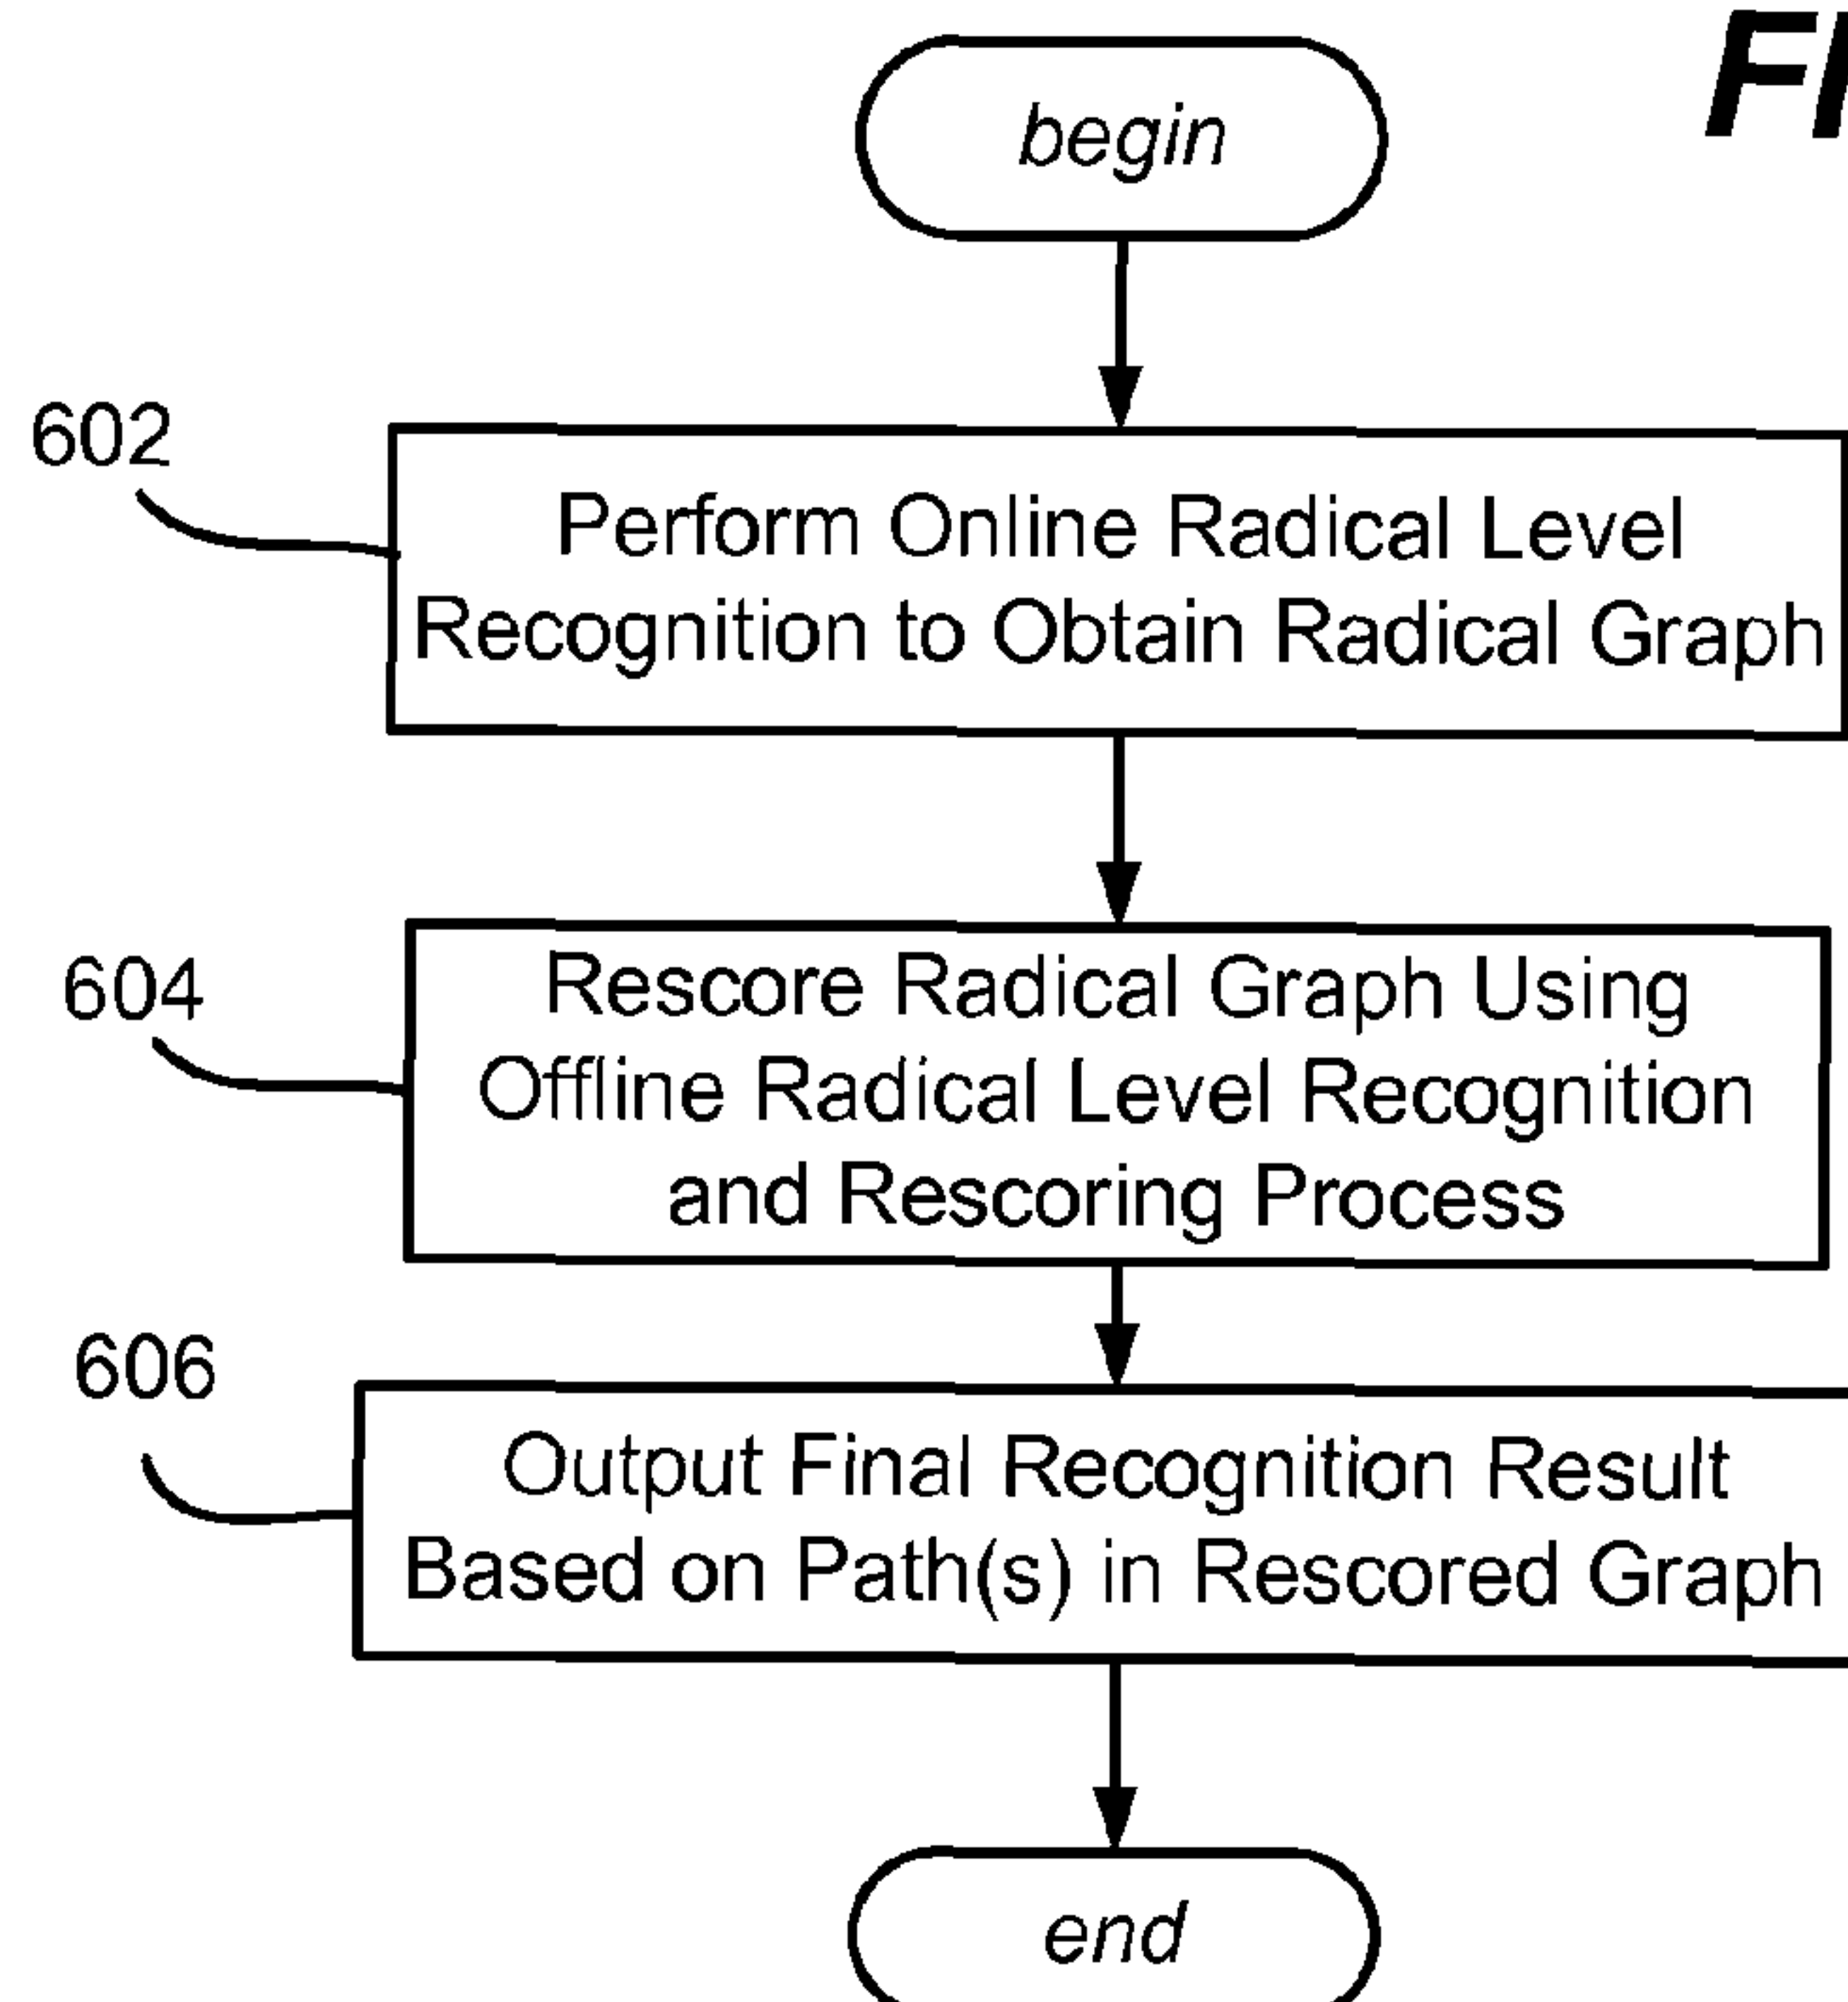 begin
602
Perform Online Radical Level
Recognition to Obtain Radical Graph
604
Rescore Radical Graph Using
Offline Radical Level Recognition
and Rescoring Process
606
Output Final Recognition Result
Based on Path(s) in Rescored Graph
end